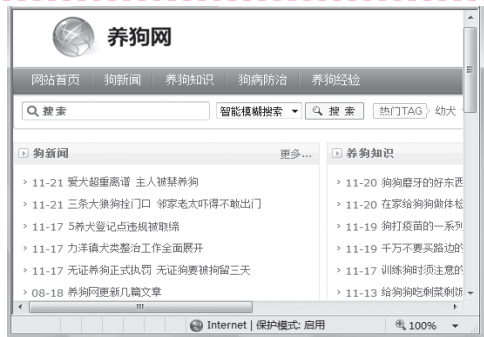 养狗网
网站首页 狗新闻 养狗知识 狗病防治 养狗经验
搜索 智能模糊搜索 搜索 热门TAG 幼犬
狗新闻 更多... 养狗知识
11-21 爱犬超重离谱 主人被禁养狗 11-20 狗狗磨牙的好东西
11-21 三条大狼狗拴门口 邻家老太吓得不敢出门 11-20 在家给狗狗做体检
11-17 5养犬登记点违规被取缔 11-19 狗打疫苗的一系列
11-17 力洋镇犬类整治工作全面展开 11-19 千万不要买路边的
11-17 无证养狗正式执罚 无证狗要被拘留三天 11-17 训练狗时须注意的
08-18 养狗网更新几篇文章 11-13 给狗狗吃剩菜剩饭
Internet | 保护模式: 启用 100%